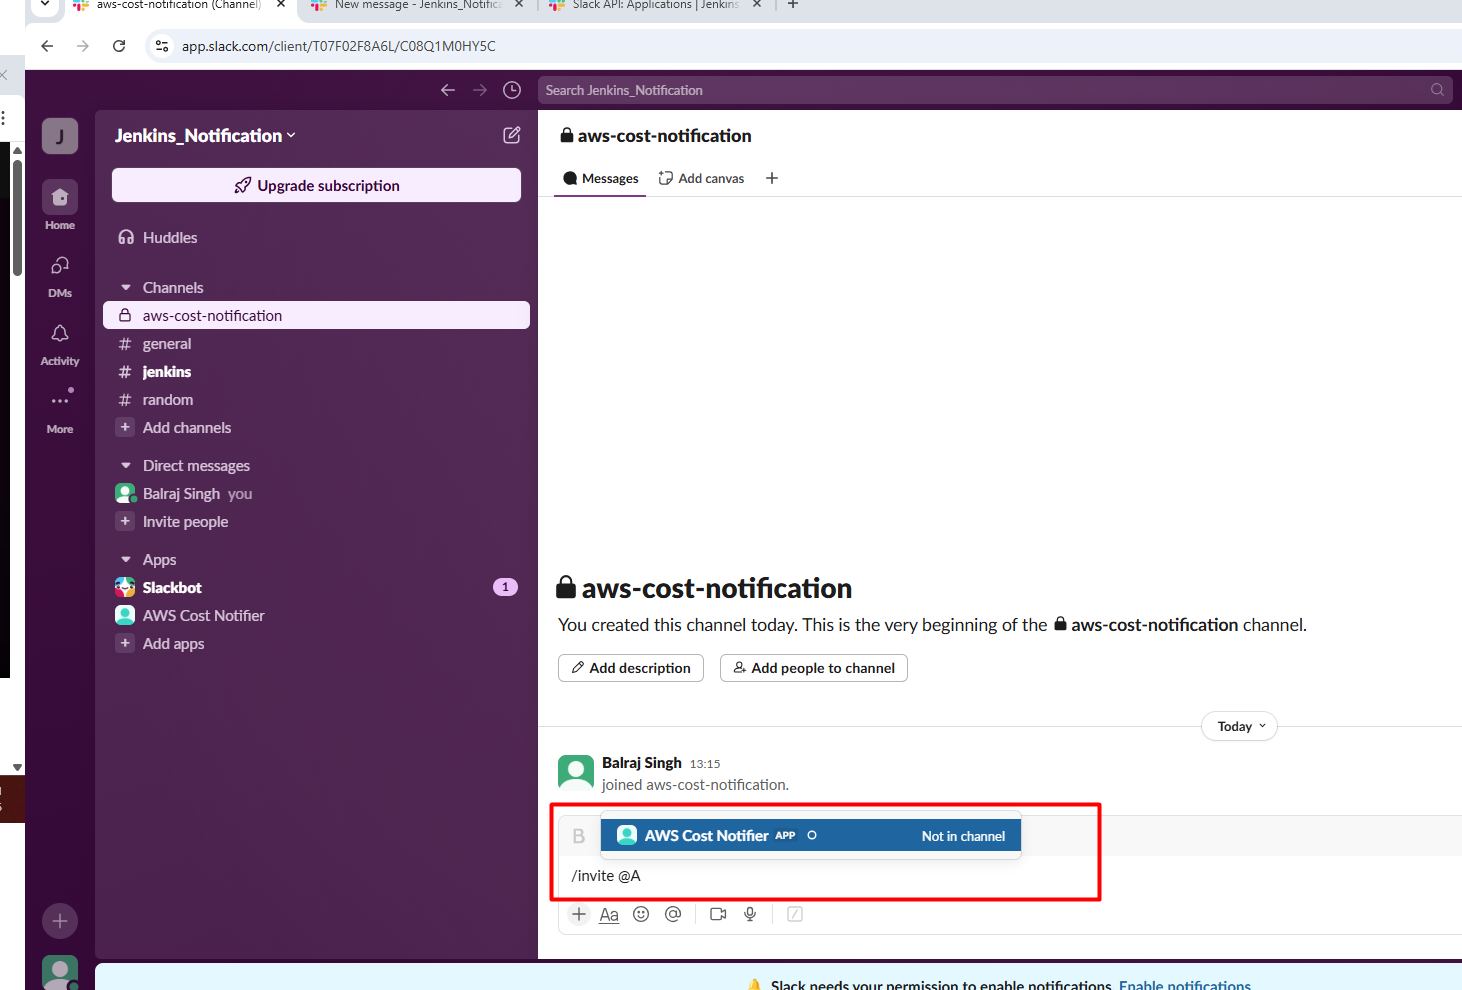 aws-cost-notification (Channel)
New message - Jenkins_Notifica
Slack API: Applications | Jenkins
app.slack.com/client/T07F02F8A6L/C08Q1M0HY5C
Search Jenkins_Notification
J
Jenkins_Notification
Upgrade subscription
Home
DMs
Activity
More
Huddles
Channels
aws-cost-notification
# general
# jenkins
# random
+ Add channels
Direct messages
Balraj Singh you
+ Invite people
Apps
Slackbot 1
AWS Cost Notifier
+ Add apps
aws-cost-notification
Messages Add canvas +
aws-cost-notification
You created this channel today. This is the very beginning of the aws-cost-notification channel.
Add description Add people to channel
Today
Balraj Singh 13:15
joined aws-cost-notification.
B
AWS Cost Notifier APP Not in channel
/invite @A
+ Aa @
Slack needs your permission to enable notifications. Enable notifications